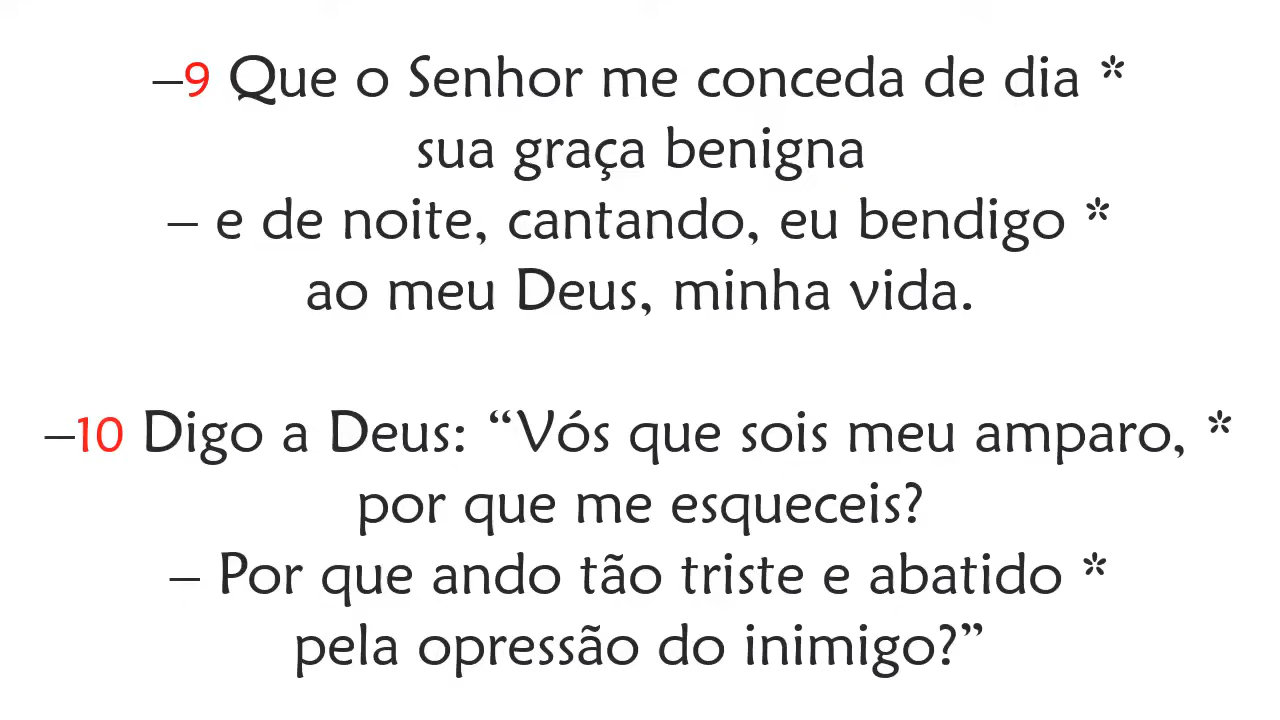 –9 Que o Senhor me conceda de dia *
sua graça benigna
– e de noite, cantando, eu bendigo *
ao meu Deus, minha vida.
–10 Digo a Deus: “Vós que sois meu amparo, *
por que me esqueceis?
– Por que ando tão triste e abatido *
pela opressão do inimigo?”